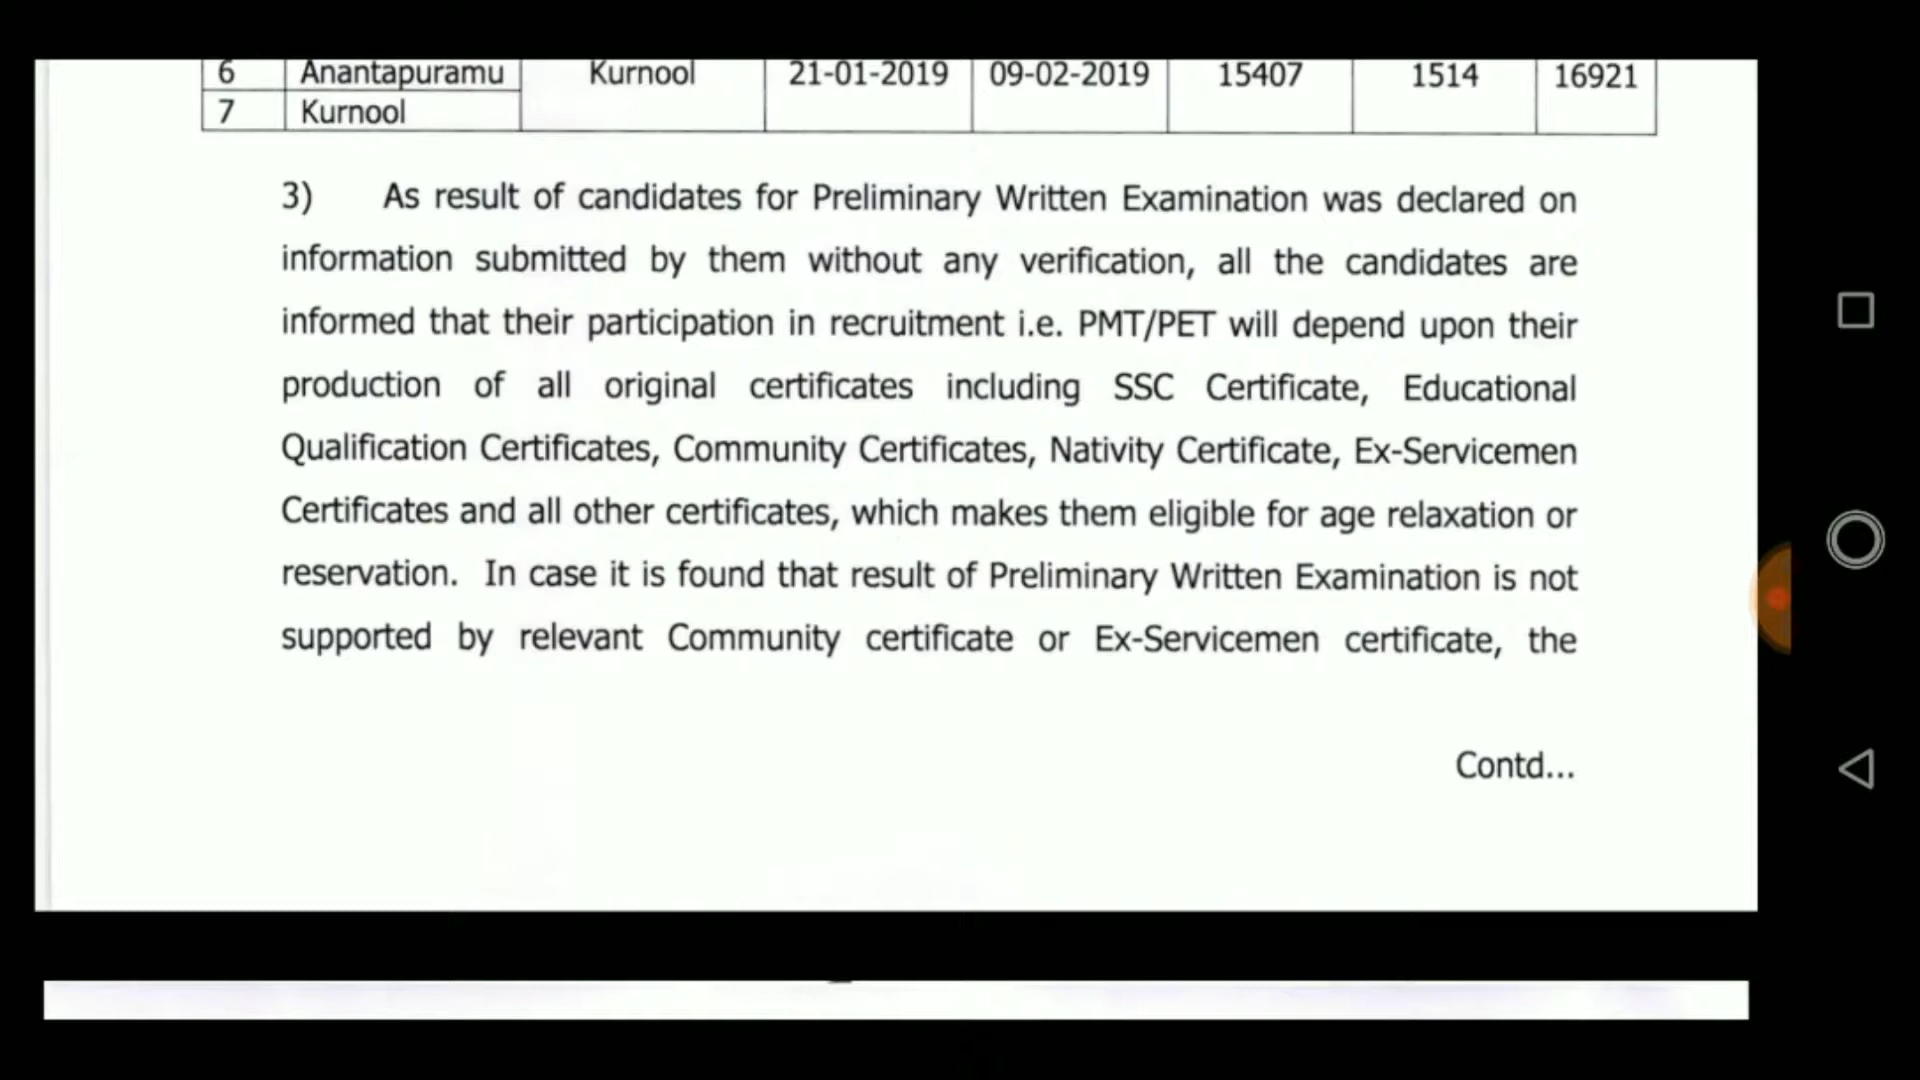 6 Anantapuramu Kurnool 21-01-2019 09-02-2019 15407 1514 16921
7 Kurnool
3) As result of candidates for Preliminary Written Examination was declared on
information submitted by them without any verification, all the candidates are
informed that their participation in recruitment i.e. PMT/PET will depend upon their
production of all original certificates including SSC Certificate, Educational
Qualification Certificates, Community Certificates, Nativity Certificate, Ex-Servicemen
Certificates and all other certificates, which makes them eligible for age relaxation or
reservation. In case it is found that result of Preliminary Written Examination is not
supported by relevant Community certificate or Ex-Servicemen certificate, the
Contd...